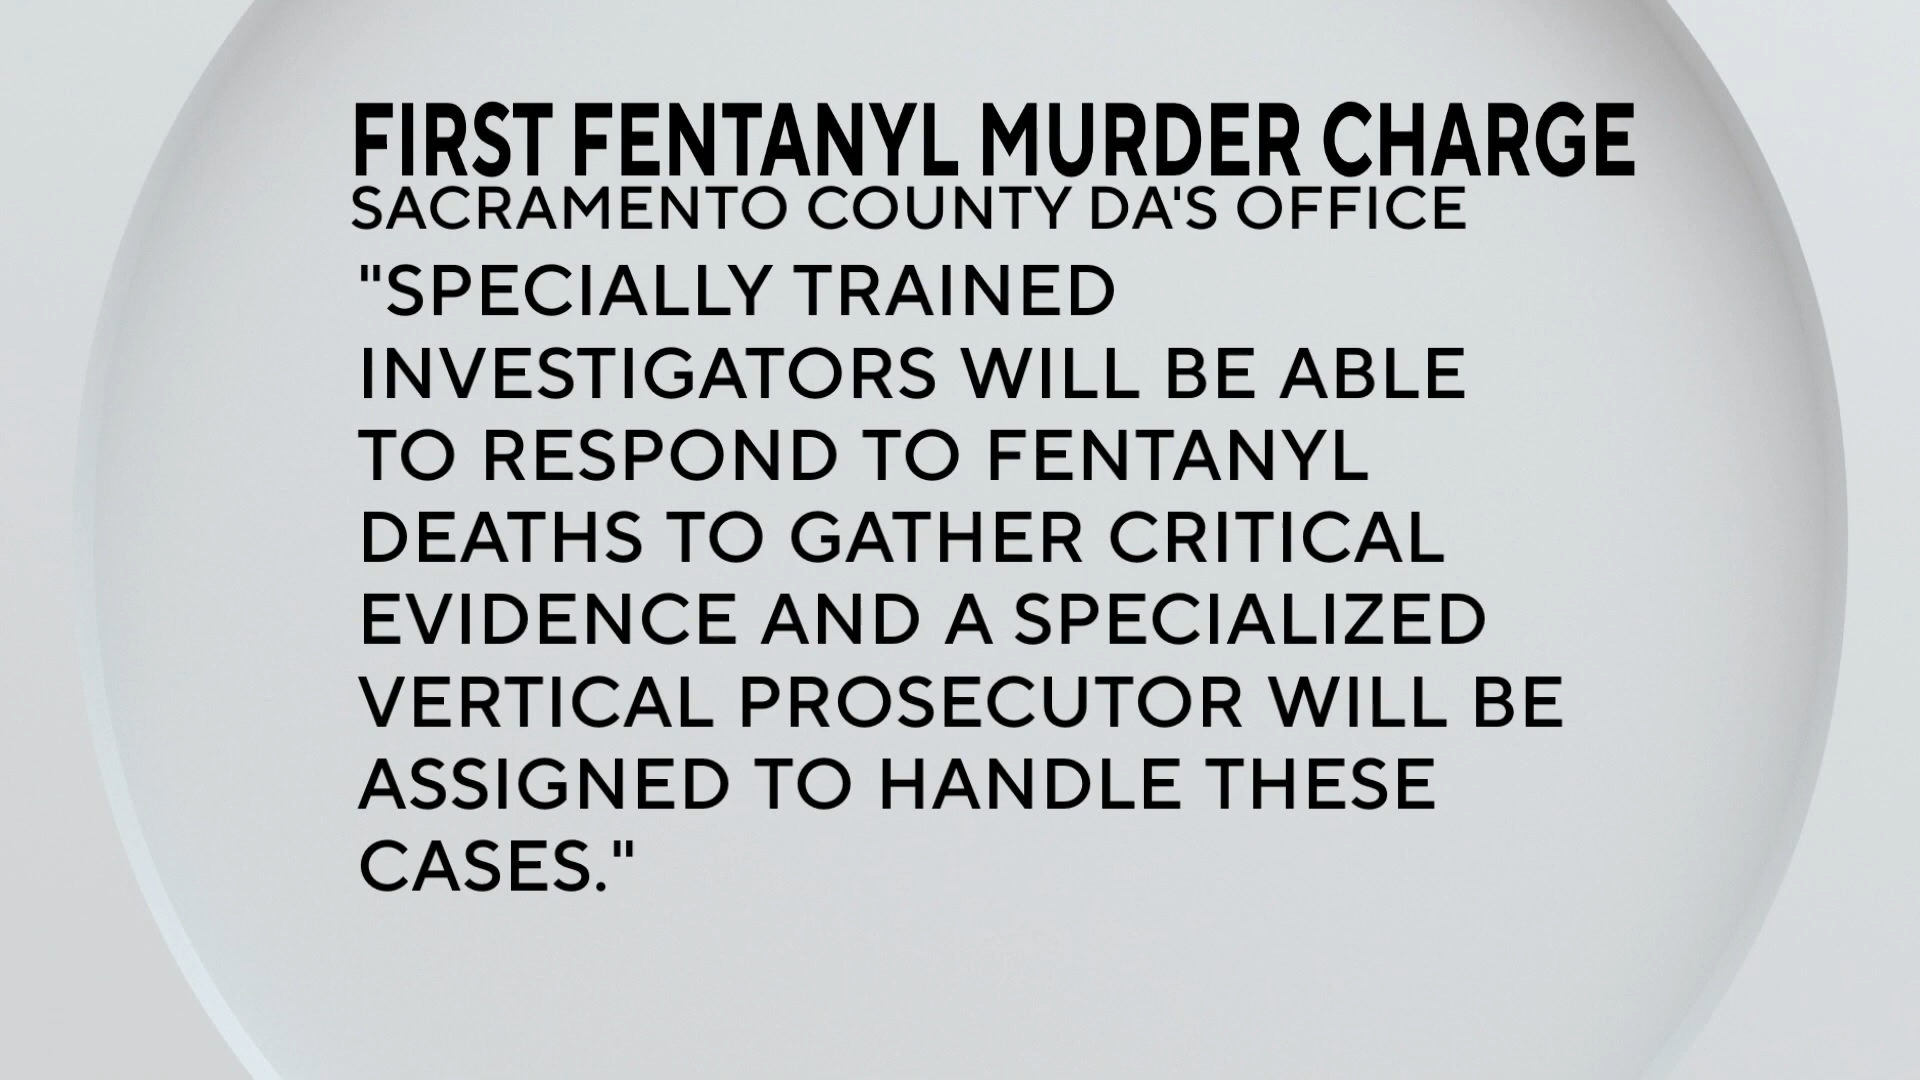 FIRST FENTANYL MURDER CHARGE
SACRAMENTO COUNTY DA'S OFFICE
"SPECIALLY TRAINED
INVESTIGATORS WILL BE ABLE
TO RESPOND TO FENTANYL
DEATHS TO GATHER CRITICAL
EVIDENCE AND A SPECIALIZED
VERTICAL PROSECUTOR WILL BE
ASSIGNED TO HANDLE THESE
CASES."